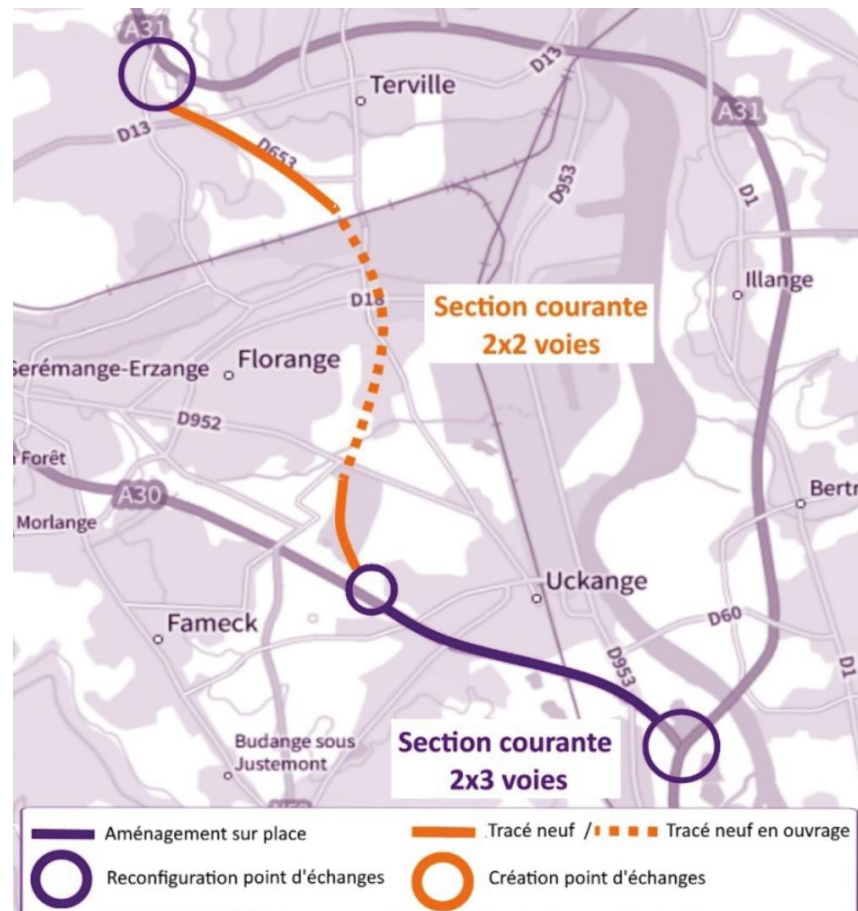 A31
Terville
D13
D13
A31
D653
D953
D1
Illange
D18
Section courante
2x2 voies
Serémange-Erzange
Florange
D952
Forêt
A30
Morlange
Bertr
Uckange
Fameck
D60
D953
D1
Section courante
2x3 voies
Budange sous
Justemont
Aménagement sur place
Tracé neuf / Tracé neuf en ouvrage
Reconfiguration point d'échanges
Création point d'échanges